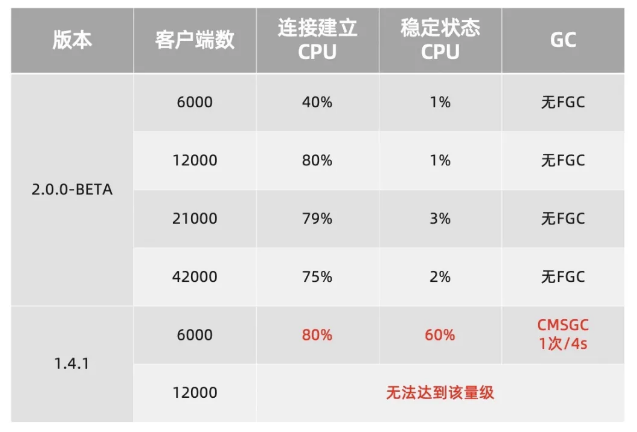 版本 客户端数 连接建立 CPU 稳定状态 CPU GC
2.0.0-BETA
6000 40% 1% 无FGC
12000 80% 1% 无FGC
21000 79% 3% 无FGC
42000 75% 2% 无FGC
1.4.1
6000 80% 60% CMSGC 1次/4s
12000 无法达到该量级